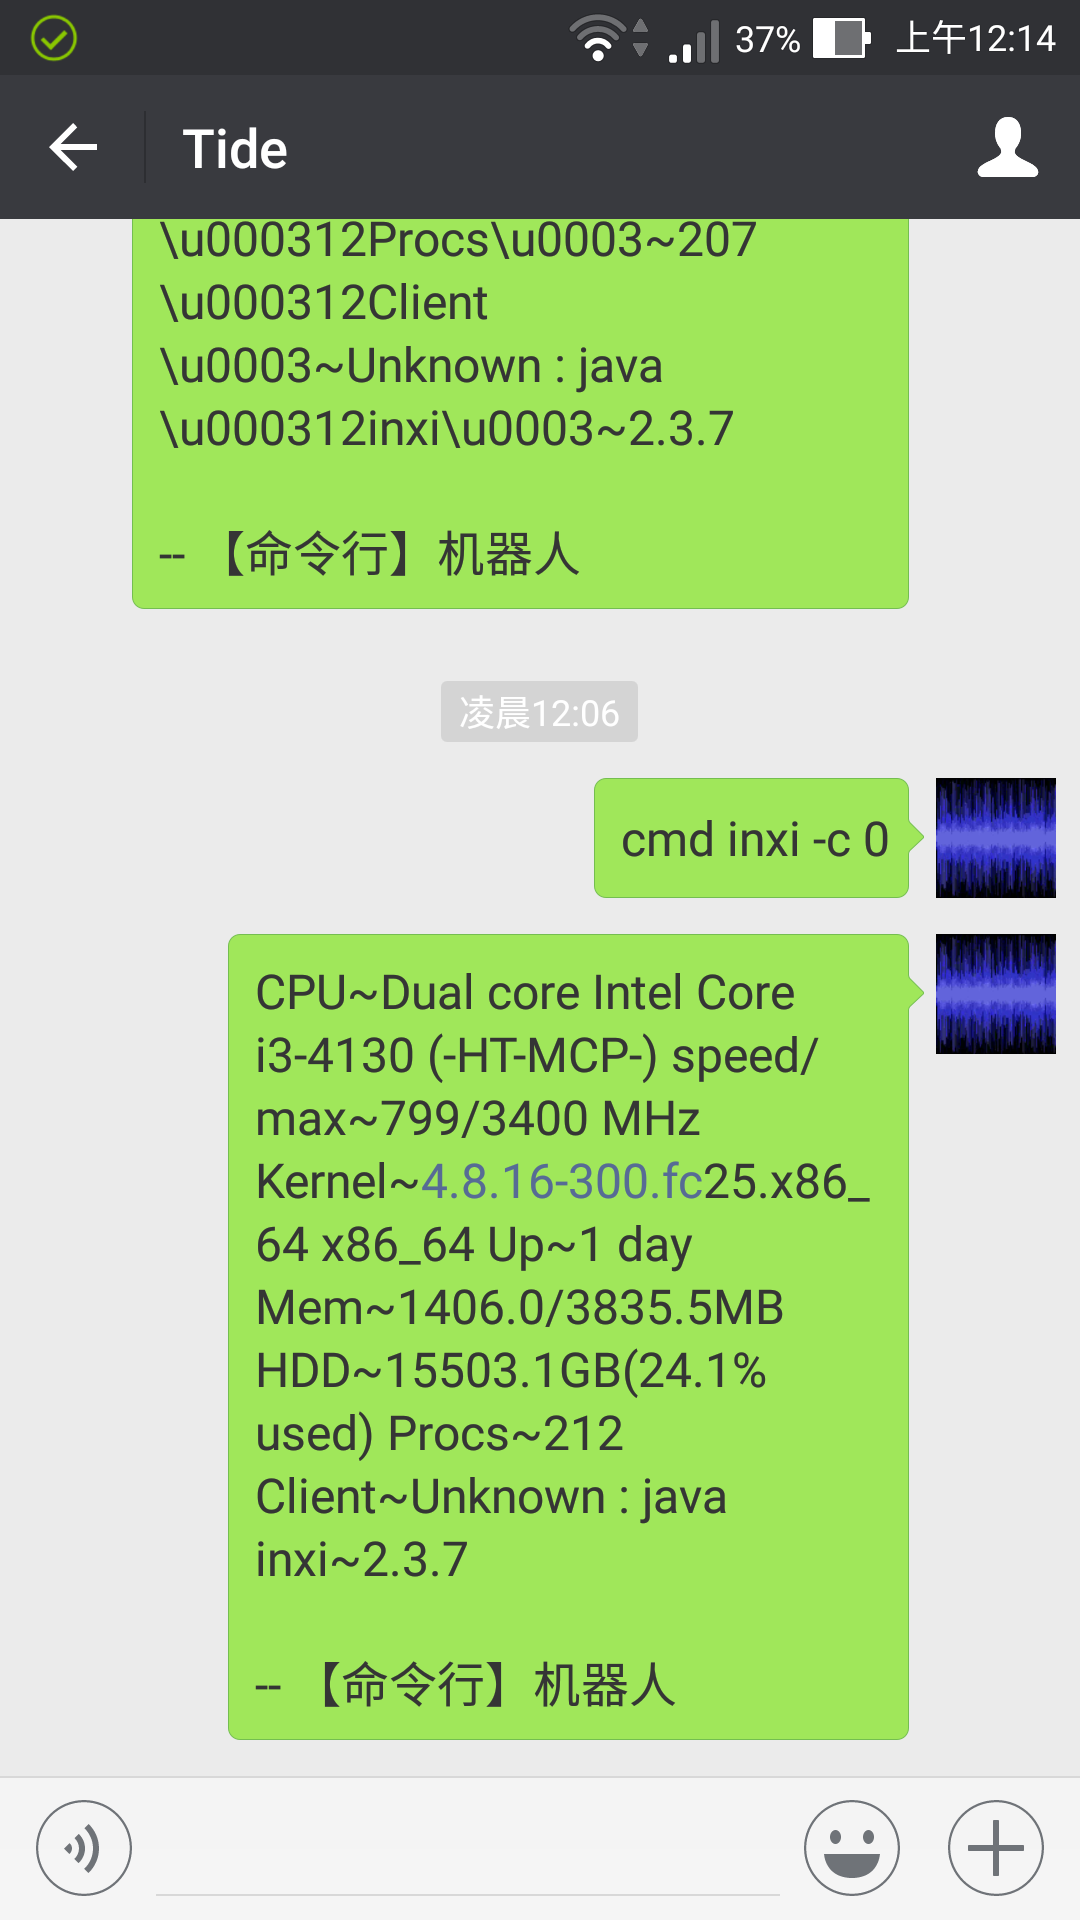 37% 上午12:14
Tide
\u000312Procs\u0003~207
\u000312Client
\u0003~Unknown : java
\u000312inxi\u0003~2.3.7
-- 【命令行】机器人
凌晨12:06
cmd inxi -c 0
CPU~Dual core Intel Core
i3-4130 (-HT-MCP-) speed/
max~799/3400 MHz
Kernel~4.8.16-300.fc25.x86_
64 x86_64 Up~1 day
Mem~1406.0/3835.5MB
HDD~15503.1GB(24.1%
used) Procs~212
Client~Unknown : java
inxi~2.3.7
-- 【命令行】机器人